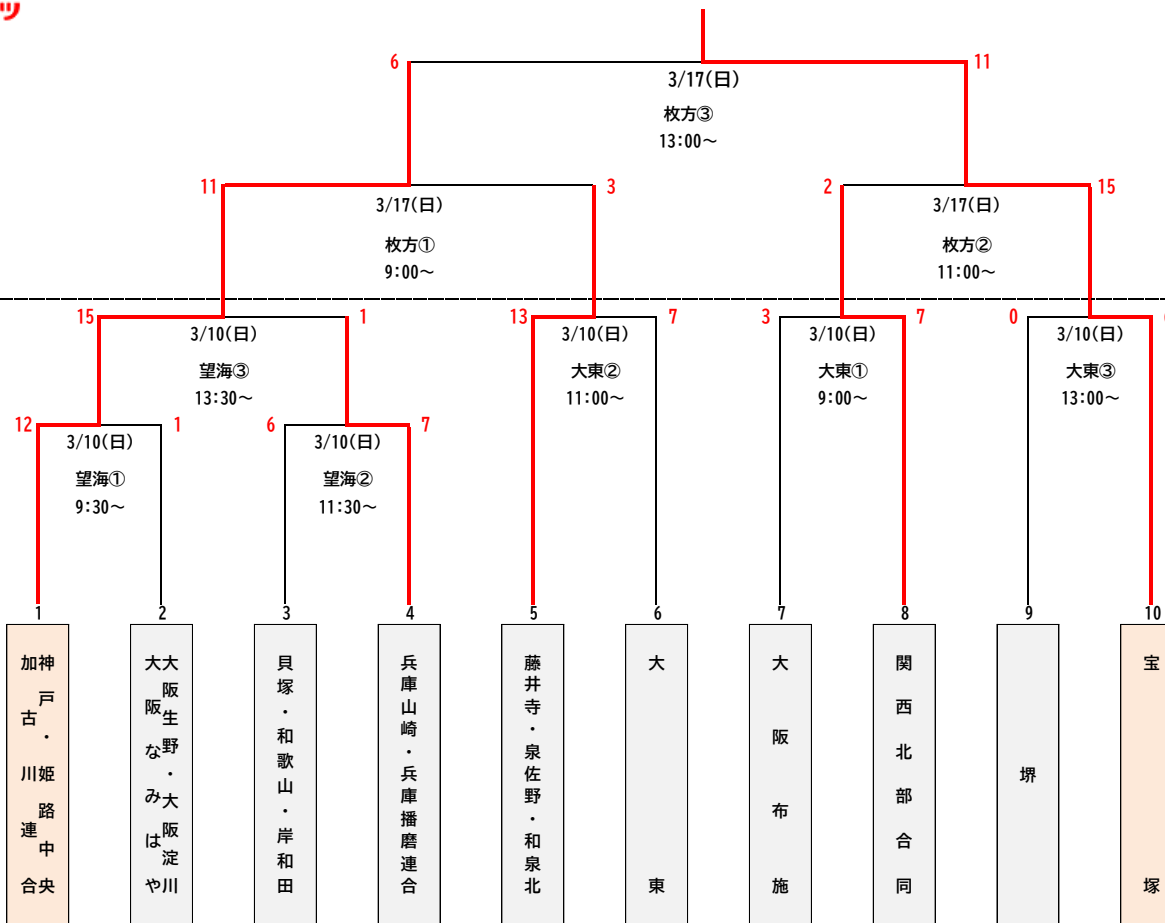 ツ
6
11
3/17(日)
枚方③
13:00～
11
3
2
15
3/17(日)
枚方①
9:00～
3/17(日)
枚方②
11:00～
15
1
13
7
3
7
0
3/10(日)
望海③
13:30～
3/10(日)
大東②
11:00～
3/10(日)
大東①
9:00～
3/10(日)
大東③
13:00～
12
1
6
7
3/10(日)
望海①
9:30～
3/10(日)
望海②
11:30～
1
2
3
4
5
6
7
8
9
10
神戸・姫路中央
加古川連合
大阪生野・大阪淀川
大阪なみはや
貝塚・和歌山・岸和田
兵庫山崎・兵庫播磨連合
藤井寺・泉佐野・和泉北
大東
大阪布施
関西北部合同
堺
宝塚